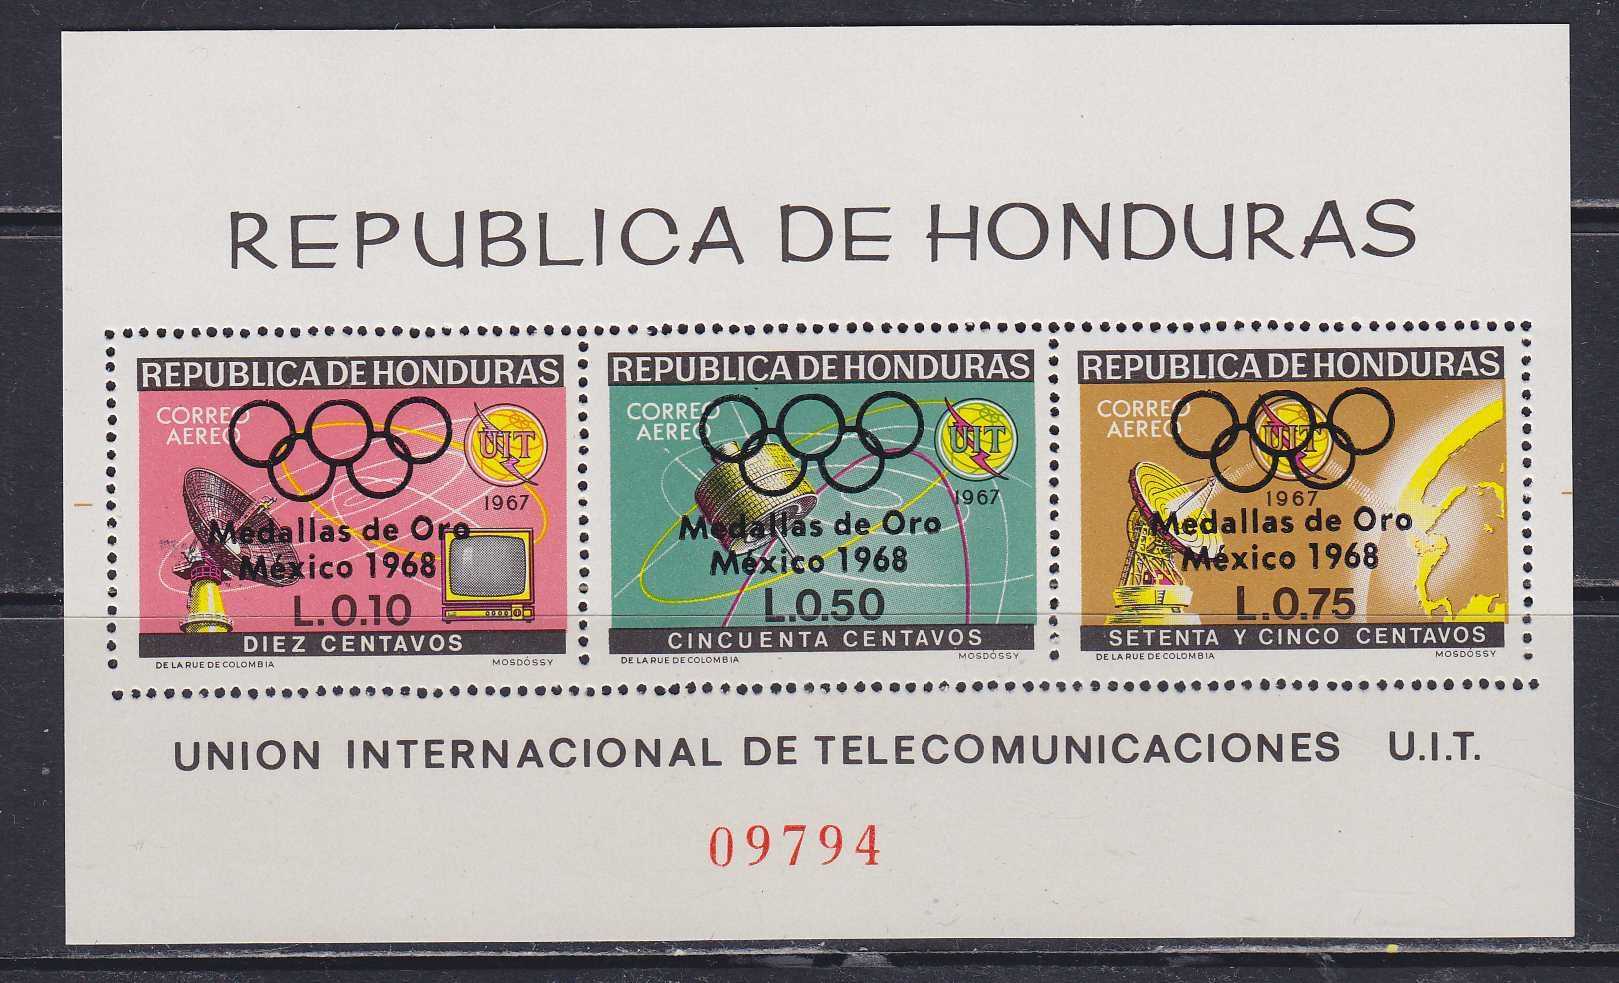 REPUBLICA DE HONDURAS
REPUBLICA DE HONDURAS
CORREO
AEREO
UIT
1967
Medallas de Oro
México 1968
L.0.10
DIEZ CENTAVOS
DE LA RUE DE COLOMBIA
MOSDÓSSY
REPUBLICA DE HONDURAS
CORREO
AEREO
UIT
1967
Medallas de Oro
México 1968
L.0.50
CINCUENTA CENTAVOS
DE LA RUE DE COLOMBIA
MOSDÓSSY
REPUBLICA DE HONDURAS
CORREO
AEREO
UIT
1967
Medallas de Oro
México 1968
L.0.75
SETENTA Y CINCO CENTAVOS
DE LA RUE DE COLOMBIA
MOSDÓSSY
UNION INTERNACIONAL DE TELECOMUNICACIONES U.I.T.
09794